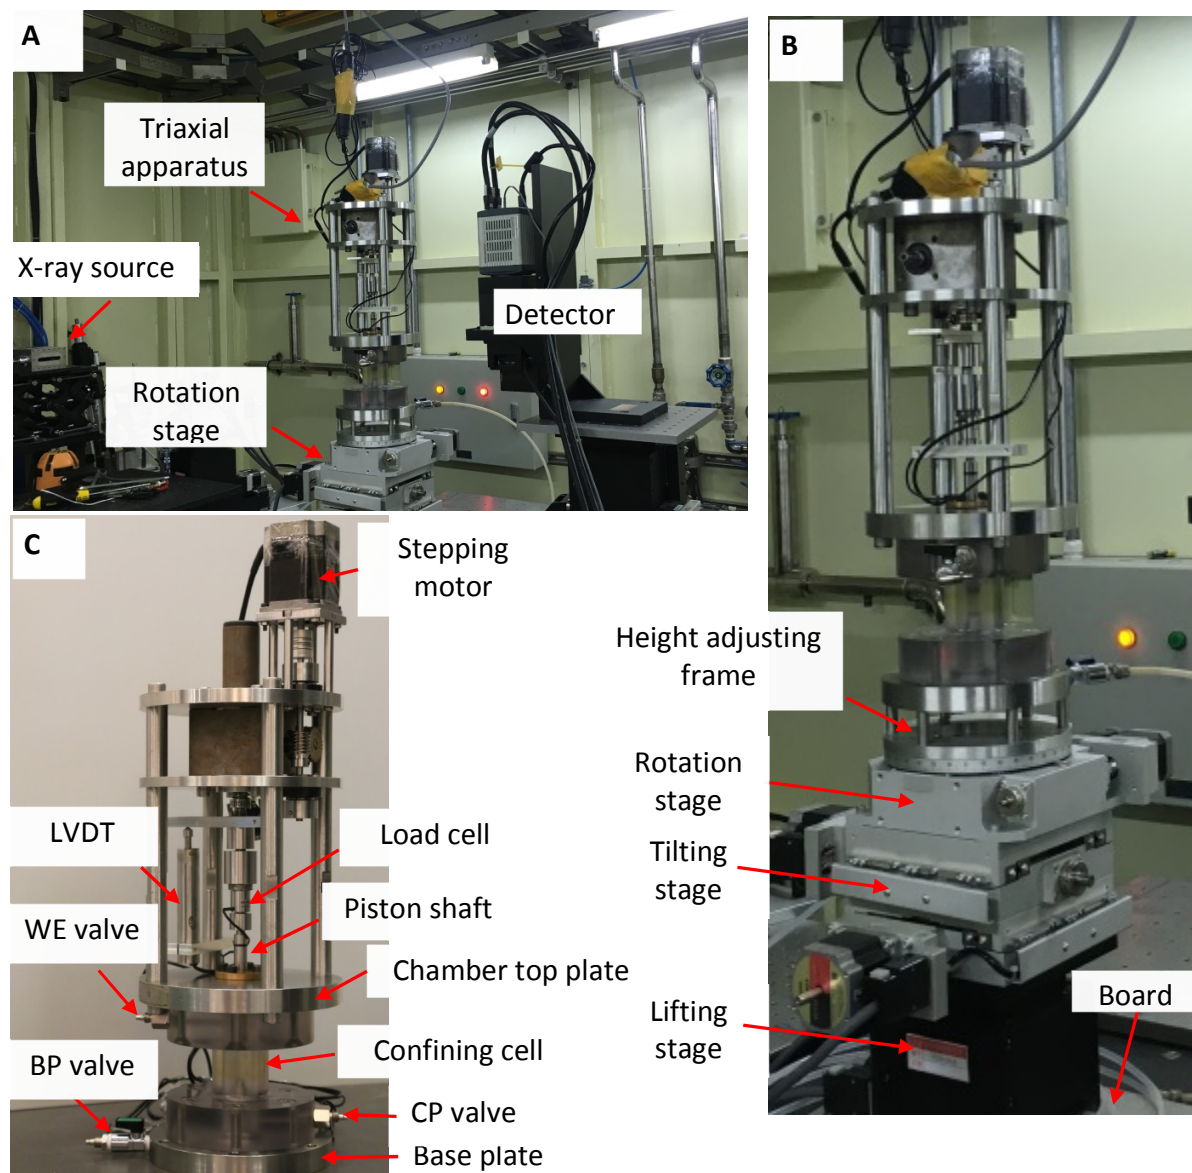 A
Triaxial
apparatus
X-ray source
Detector
Rotation
stage
B
Height adjusting
frame
Rotation
stage
Tilting
stage
Lifting
stage
Board
C
Stepping
motor
LVDT
Load cell
WE valve
Piston shaft
Chamber top plate
Confining cell
BP valve
CP valve
Base plate